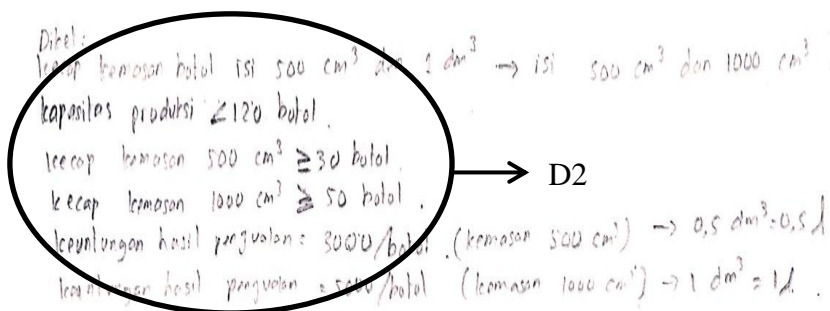 Diket:
kecap kemasan botol isi 500 cm³ dan 1 dm³ → isi 500 cm³ dan 1000 cm³
kapasitas produksi ≤ 120 botol.
kecap kemasan 500 cm³ ≥ 30 botol.
kecap kemasan 1000 cm³ ≥ 50 botol.
keuntungan hasil penjualan = 3000/botol. (kemasan 500 cm³) → 0,5 dm³ = 0,5 l
keuntungan hasil penjualan = 5000/botol (kemasan 1000 cm³) → 1 dm³ = 1 l.
D2